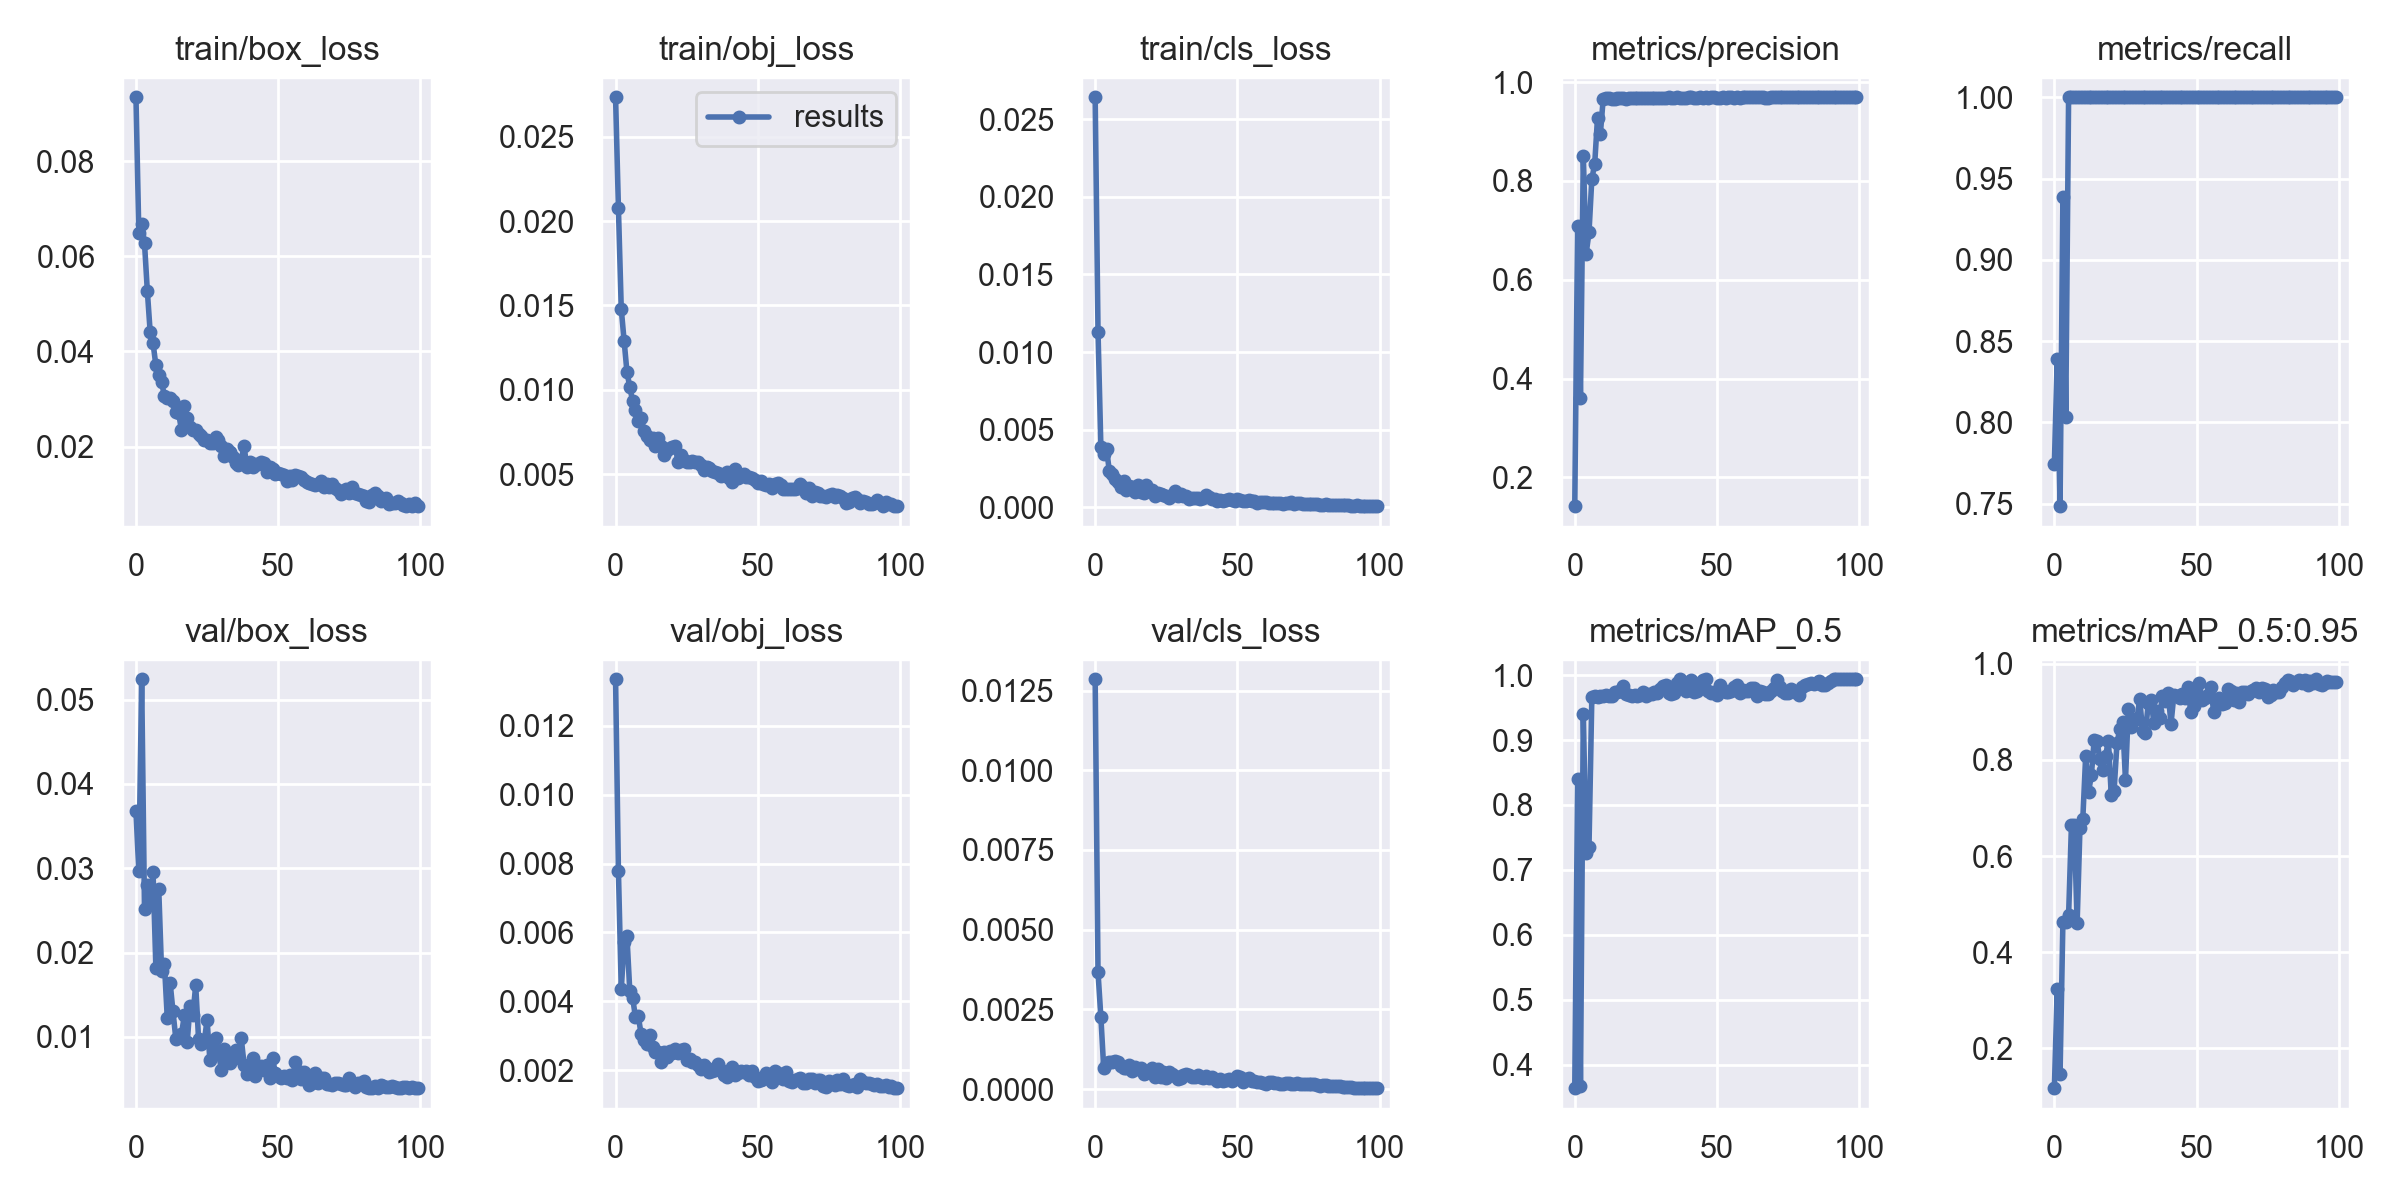 train/box_loss
0.08
0.06
0.04
0.02
0 50 100
train/obj_loss
results
0.025
0.020
0.015
0.010
0.005
0 50 100
train/cls_loss
0.025
0.020
0.015
0.010
0.005
0.000
0 50 100
metrics/precision
1.0
0.8
0.6
0.4
0.2
0 50 100
metrics/recall
1.00
0.95
0.90
0.85
0.80
0.75
0 50 100
val/box_loss
0.05
0.04
0.03
0.02
0.01
0 50 100
val/obj_loss
0.012
0.010
0.008
0.006
0.004
0.002
0 50 100
val/cls_loss
0.0125
0.0100
0.0075
0.0050
0.0025
0.0000
0 50 100
metrics/mAP_0.5
1.0
0.9
0.8
0.7
0.6
0.5
0.4
0 50 100
metrics/mAP_0.5:0.95
1.0
0.8
0.6
0.4
0.2
0 50 100